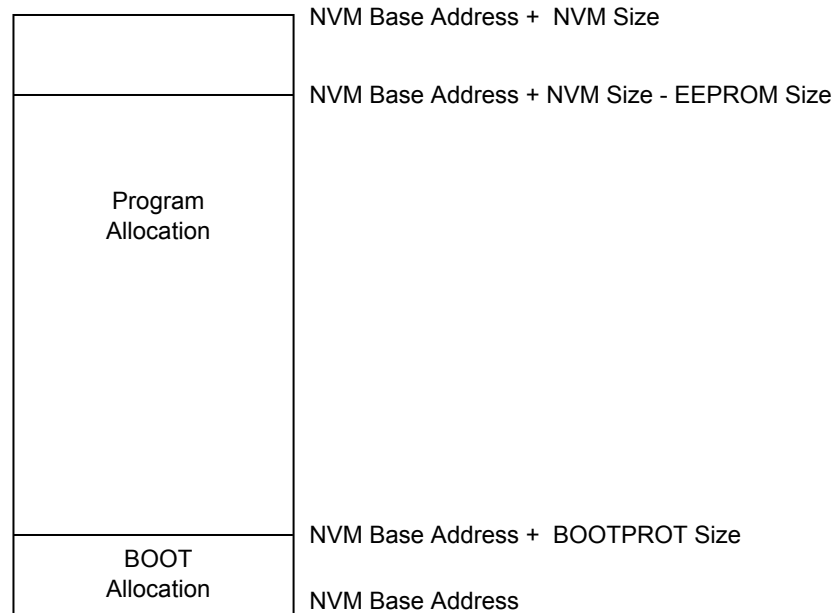 NVM Base Address + NVM Size
NVM Base Address + NVM Size - EEPROM Size
Program
Allocation
NVM Base Address + BOOTPROT Size
BOOT
Allocation
NVM Base Address